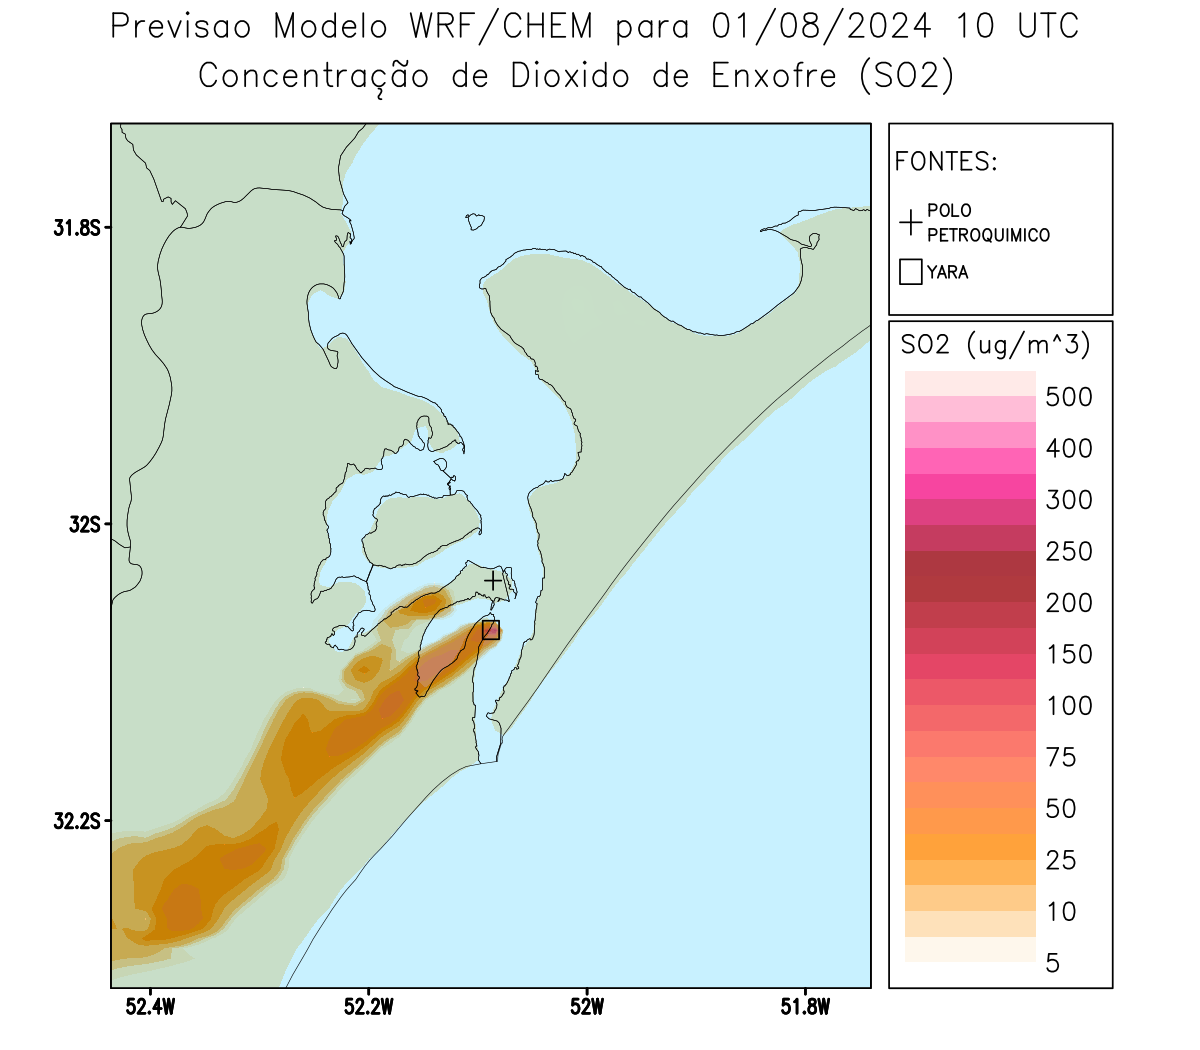 Previsao Modelo WRF/CHEM para 01/08/2024 10 UTC
Concentração de Dioxido de Enxofre (SO2)
FONTES:
POLO
PETROQUIMICO
YARA
SO2 (ug/m^3)
500
400
300
250
200
150
100
75
50
25
10
5
31.8S
32S
32.2S
52.4W
52.2W
52W
51.8W